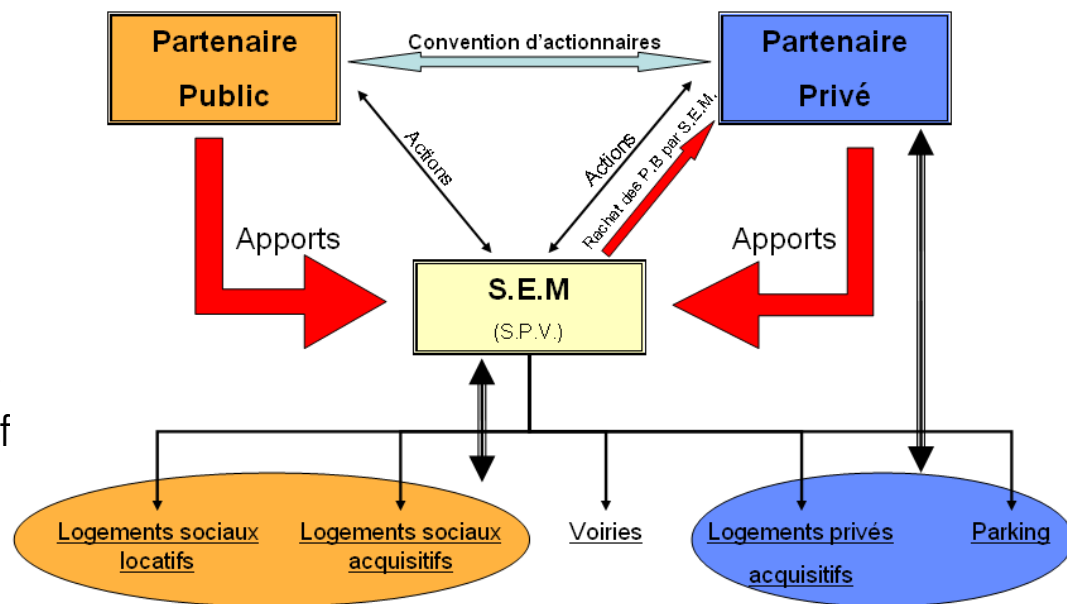 Partenaire
Public
Convention d'actionnaires
Partenaire
Privé
Actions
Actions
Rachat des P.B par S.E.M.
Apports
Apports
S.E.M
(S.P.V.)
f
Logements sociaux
locatifs
Logements sociaux
acquisitifs
Voiries
Logements privés
acquisitifs
Parking